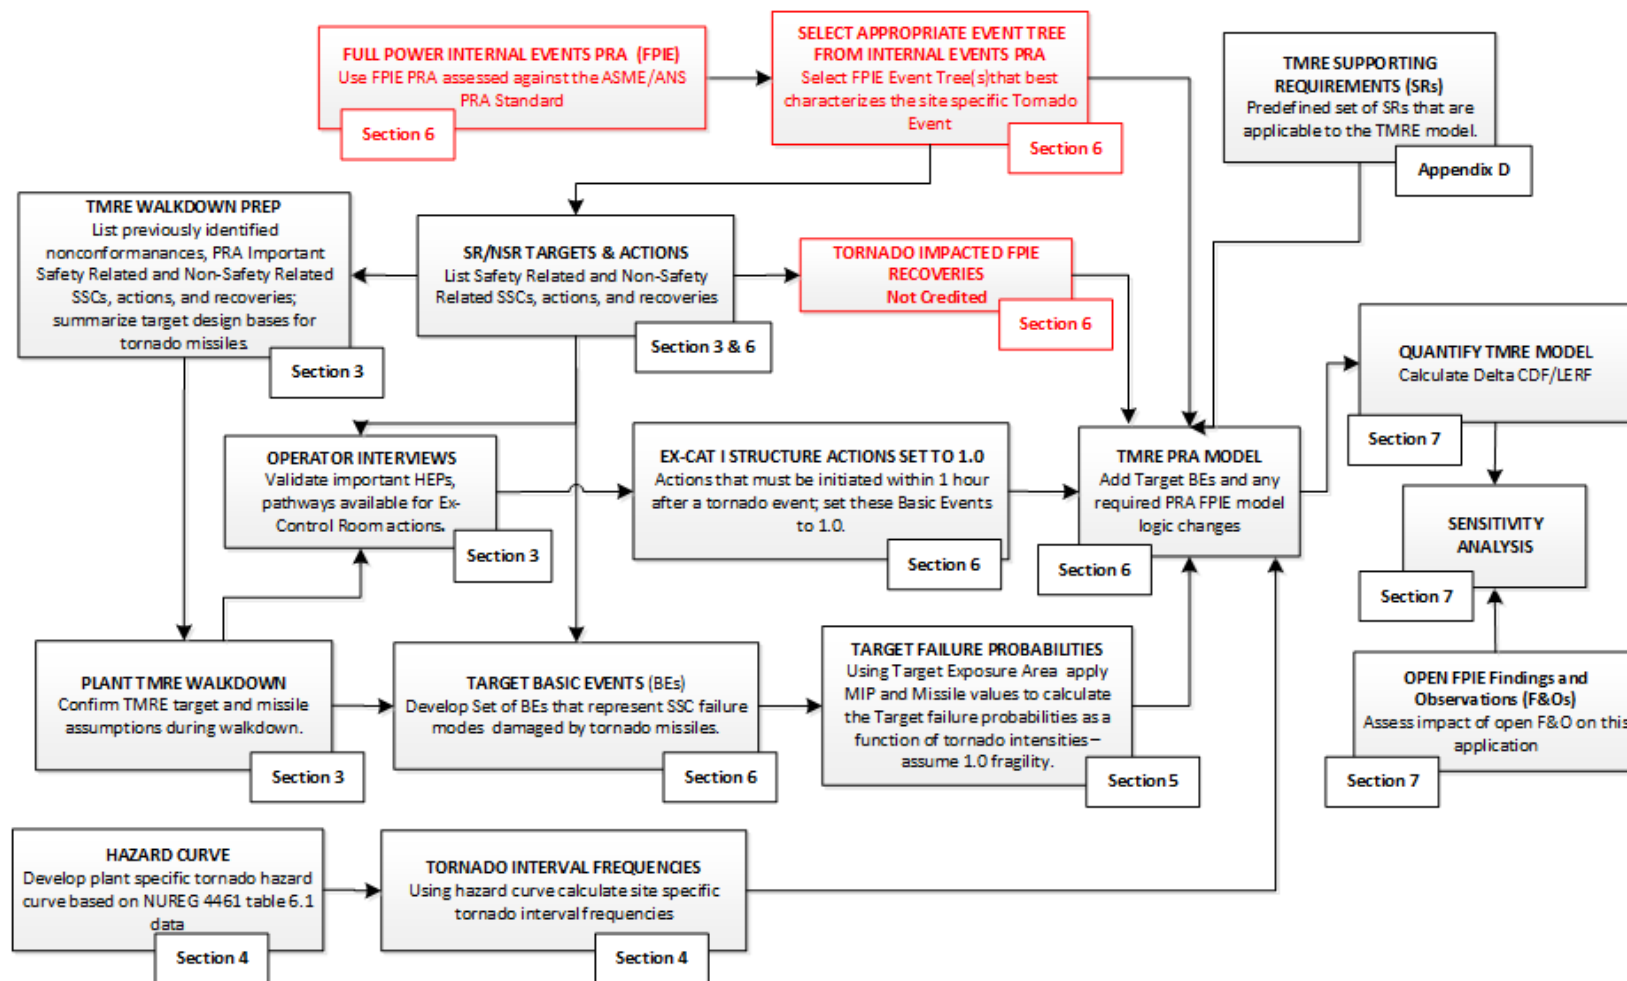 FULL POWER INTERNAL EVENTS PRA (FPIE)
Use FPIE PRA assessed against the ASME/ANS
PRA Standard
Section 6
SELECT APPROPRIATE EVENT TREE
FROM INTERNAL EVENTS PRA
Select FPIE Event Tree(s)that best
characterizes the site specific Tornado
Event
Section 6
TMRE SUPPORTING
REQUIREMENTS (SRs)
Predefined set of SRs that are
applicable to the TMRE model.
Appendix D
TMRE WALKDOWN PREP
List previously identified
nonconformanances, PRA Important
Safety Related and Non-Safety Related
SSCs, actions, and recoveries;
summarize target design bases for
tornado missiles.
Section 3
SR/NSR TARGETS & ACTIONS
List Safety Related and Non-Safety
Related SSCs, actions, and recoveries
Section 3 & 6
TORNADO IMPACTED FPIE
RECOVERIES
Not Credited
Section 6
QUANTIFY TMRE MODEL
Calculate Delta CDF/LERF
Section 7
OPERATOR INTERVIEWS
Validate important HEPs,
pathways available for Ex-
Control Room actions.
Section 3
EX-CAT I STRUCTURE ACTIONS SET TO 1.0
Actions that must be initiated within 1 hour
after a tornado event; set these Basic Events
to 1.0.
Section 6
TMRE PRA MODEL
Add Target BEs and any
required PRA FPIE model
logic changes
Section 6
SENSITIVITY
ANALYSIS
Section 7
PLANT TMRE WALKDOWN
Confirm TMRE target and missile
assumptions during walkdown.
Section 3
TARGET BASIC EVENTS (BEs)
Develop Set of BEs that represent SSC failure
modes damaged by tornado missiles.
Section 6
TARGET FAILURE PROBABILITIES
Using Target Exposure Area apply
MIP and Missile values to calculate
the Target failure probabilities as a
function of tornado intensities–
assume 1.0 fragility.
Section 5
OPEN FPIE Findings and
Observations (F&Os)
Assess impact of open F&O on this
application
Section 7
HAZARD CURVE
Develop plant specific tornado hazard
curve based on NUREG 4461 table 6.1
data
Section 4
TORNADO INTERVAL FREQUENCIES
Using hazard curve calculate site specific
tornado interval frequencies
Section 4